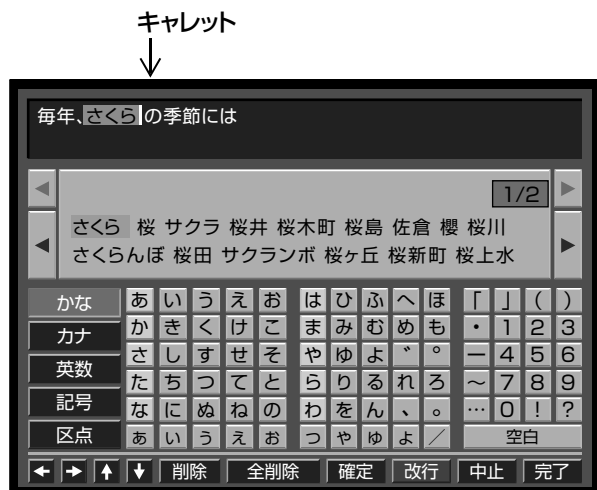 キャレット
毎年、さくらの季節には
◀ 1/2 ▶
さくら 桜 サクラ 桜井 桜木町 桜島 佐倉 櫻 桜川
◀ さくらんぼ 桜田 サクランボ 桜ヶ丘 桜新町 桜上水 ▶
かな あ い う え お は ひ ふ へ ほ 「 」 ( )
カナ か き く け こ ま み む め も ・ 1 2 3
英数 さ し す せ そ や ゆ よ ゛ ゜ ー 4 5 6
記号 た ち つ て と ら り る れ ろ ~ 7 8 9
な に ぬ ね の わ を ん 、 。 … 0 ! ?
区点 ぁ ぃ ぅ ぇ ぉ っ ゃ ゅ ょ / 空白
← → ↑ ↓ 削除 全削除 確定 改行 中止 完了